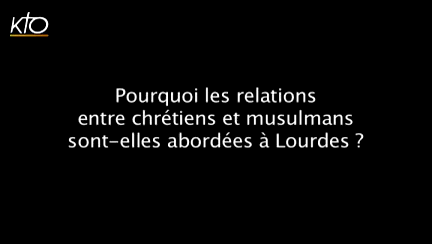 KTO
Pourquoi les relations
entre chrétiens et musulmans
sont-elles abordées à Lourdes ?